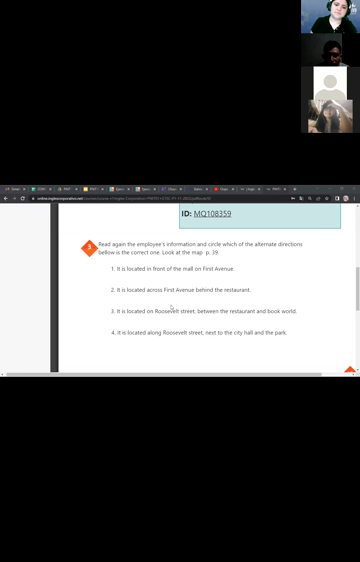 ID: MQ108359
3
Read again the employee's information and circle which of the alternate directions
bellow is the correct one. Look at the map p. 39.
1. It is located in front of the mall on First Avenue.
2. It is located across First Avenue behind the restaurant.
3. It is located on Roosevelt street, between the restaurant and book world.
4. It is located along Roosevelt street, next to the city hall and the park.